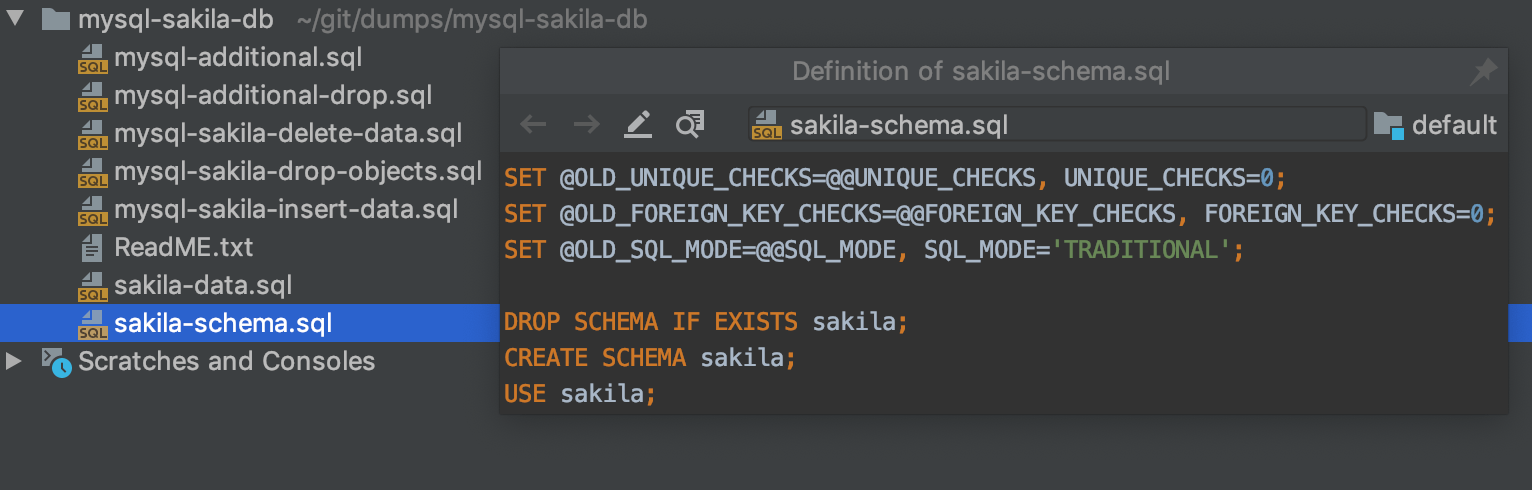 mysql-sakila-db ~/git/dumps/mysql-sakila-db
SQL mysql-additional.sql
SQL mysql-additional-drop.sql
SQL mysql-sakila-delete-data.sql
SQL mysql-sakila-drop-objects.sql
SQL mysql-sakila-insert-data.sql
ReadME.txt
SQL sakila-data.sql
SQL sakila-schema.sql
Scratches and Consoles
Definition of sakila-schema.sql
SQL sakila-schema.sql default
SET @OLD_UNIQUE_CHECKS=@@UNIQUE_CHECKS, UNIQUE_CHECKS=0;
SET @OLD_FOREIGN_KEY_CHECKS=@@FOREIGN_KEY_CHECKS, FOREIGN_KEY_CHECKS=0;
SET @OLD_SQL_MODE=@@SQL_MODE, SQL_MODE='TRADITIONAL';
DROP SCHEMA IF EXISTS sakila;
CREATE SCHEMA sakila;
USE sakila;